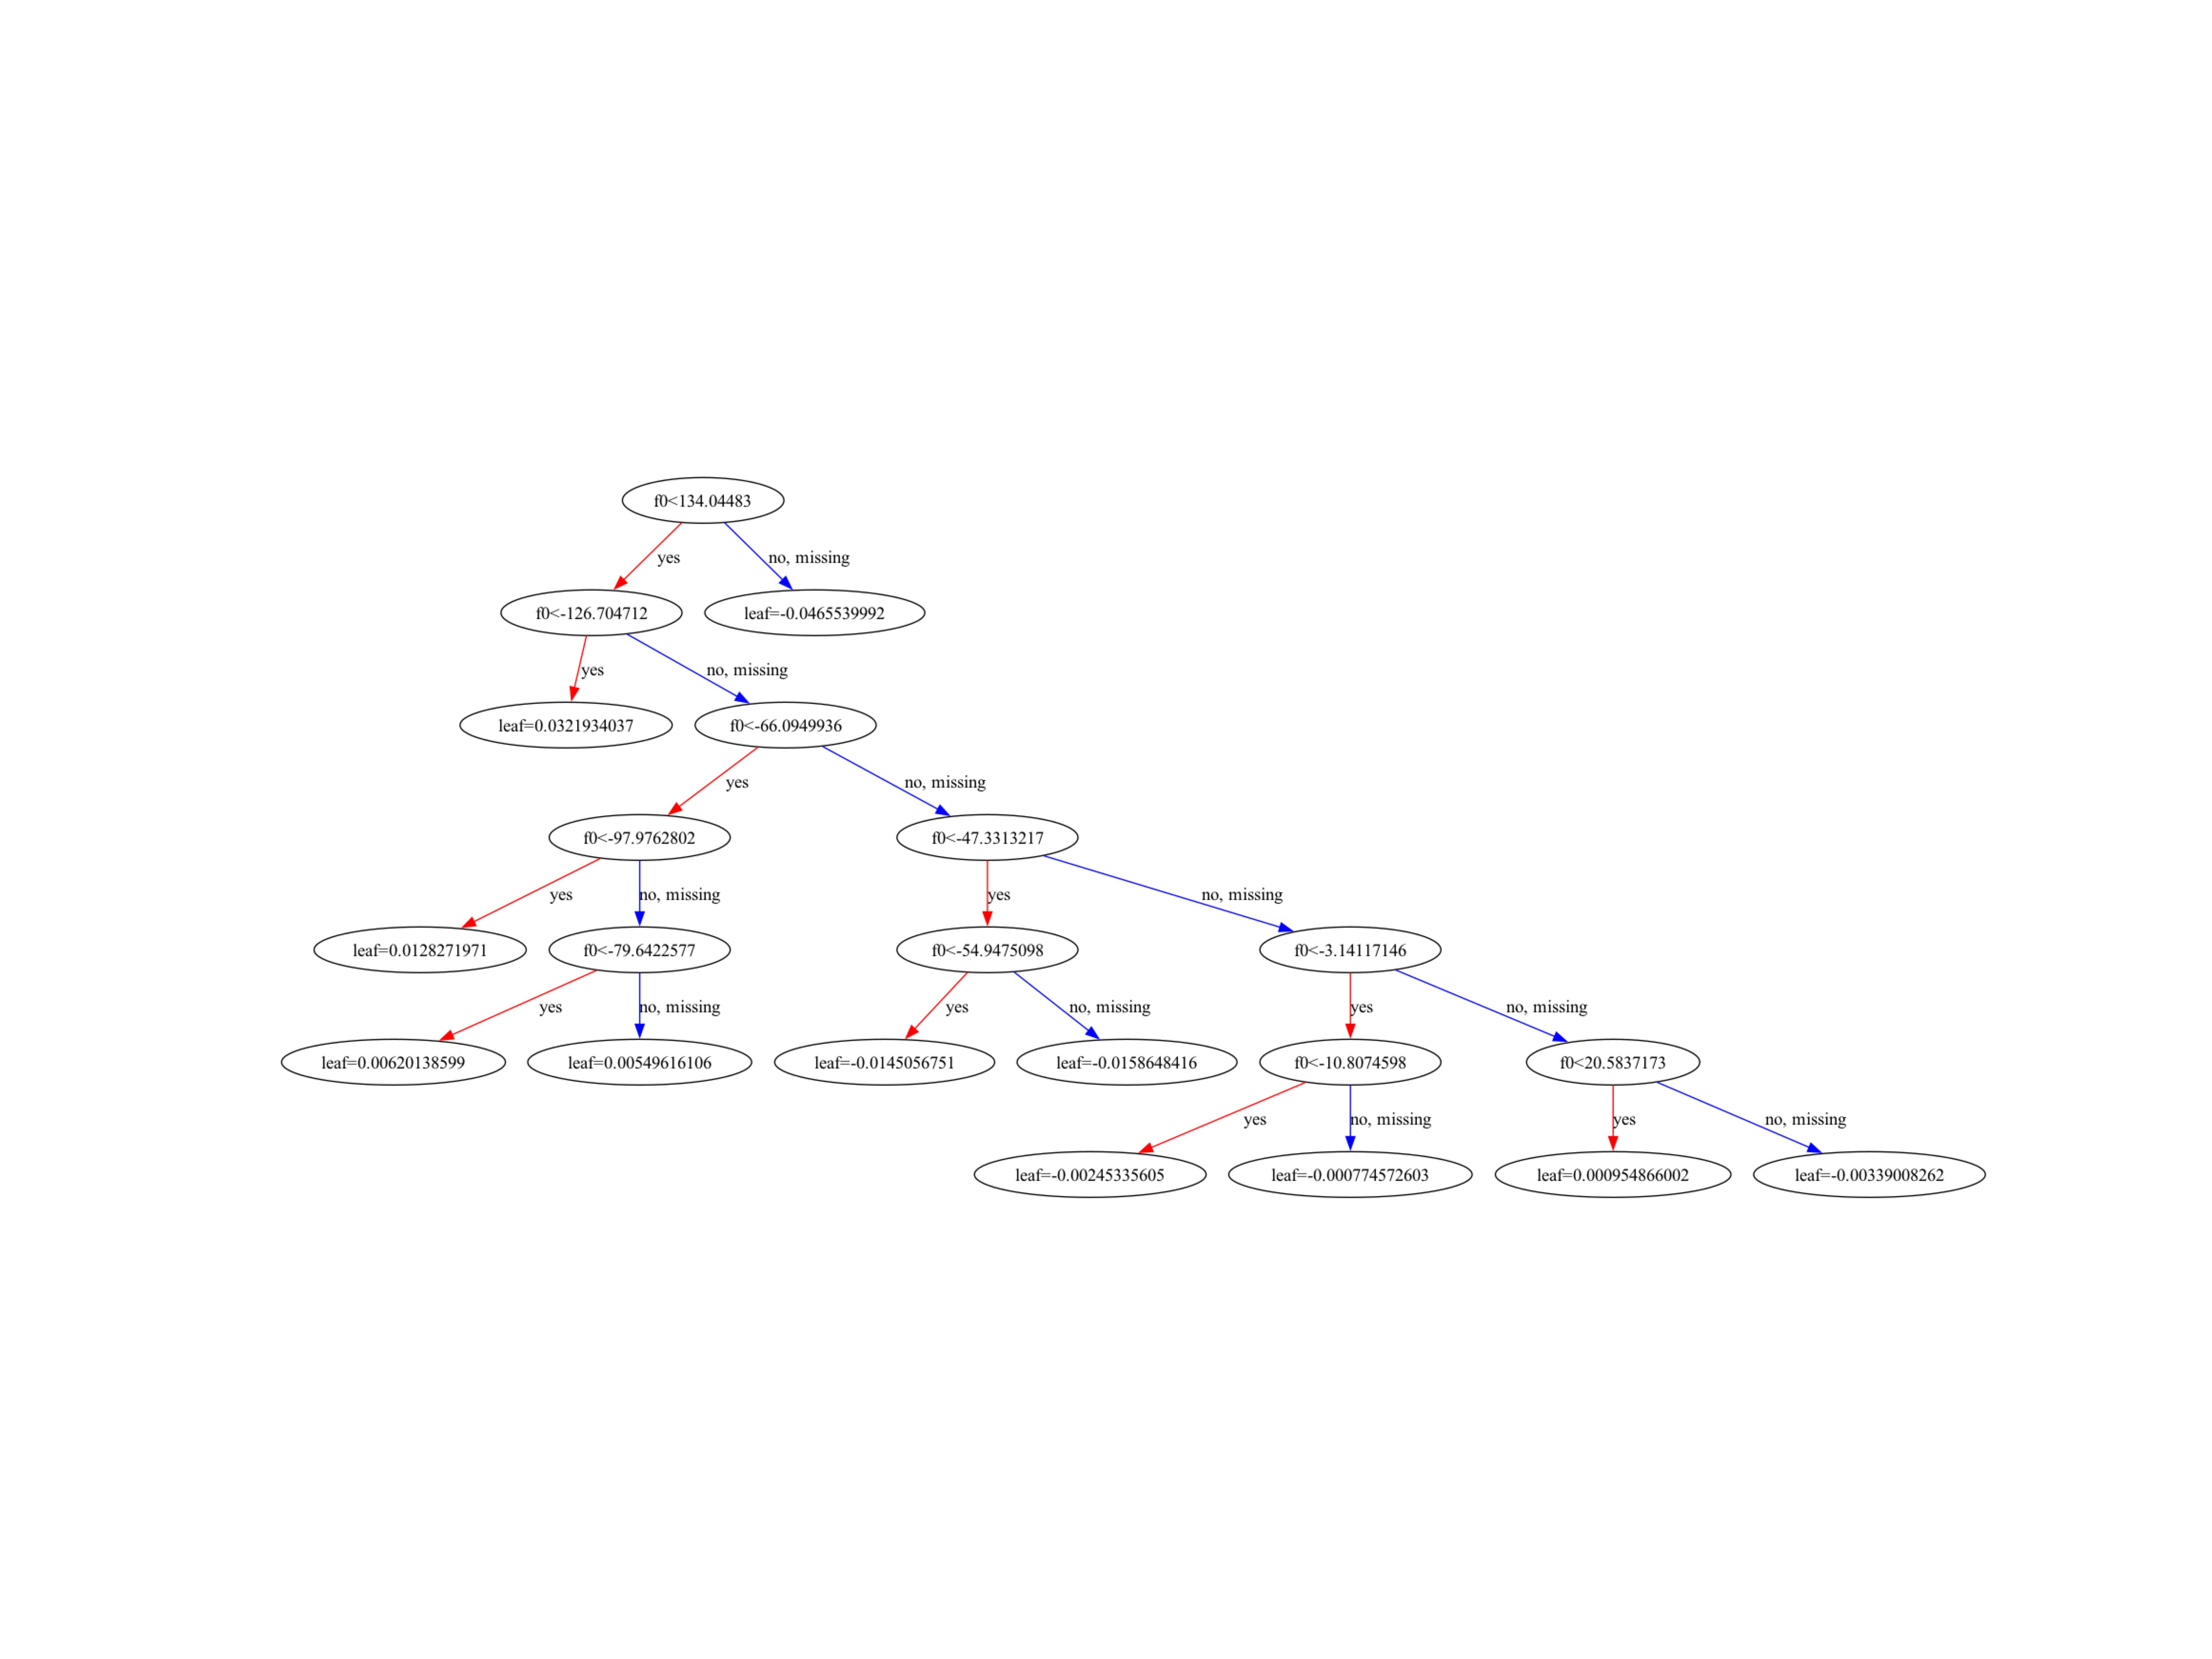 f0<134.04483
yes
no, missing
f0<-126.704712
leaf=-0.0465539992
yes
no, missing
leaf=0.0321934037
f0<-66.0949936
yes
no, missing
f0<-97.9762802
f0<-47.3313217
yes
no, missing
yes
no, missing
leaf=0.0128271971
f0<-79.6422577
f0<-54.9475098
f0<-3.14117146
yes
no, missing
yes
no, missing
yes
no, missing
leaf=0.00620138599
leaf=0.00549616106
leaf=-0.0145056751
leaf=-0.0158648416
f0<-10.8074598
f0<20.5837173
yes
no, missing
yes
no, missing
leaf=-0.00245335605
leaf=-0.000774572603
leaf=0.000954866002
leaf=-0.00339008262